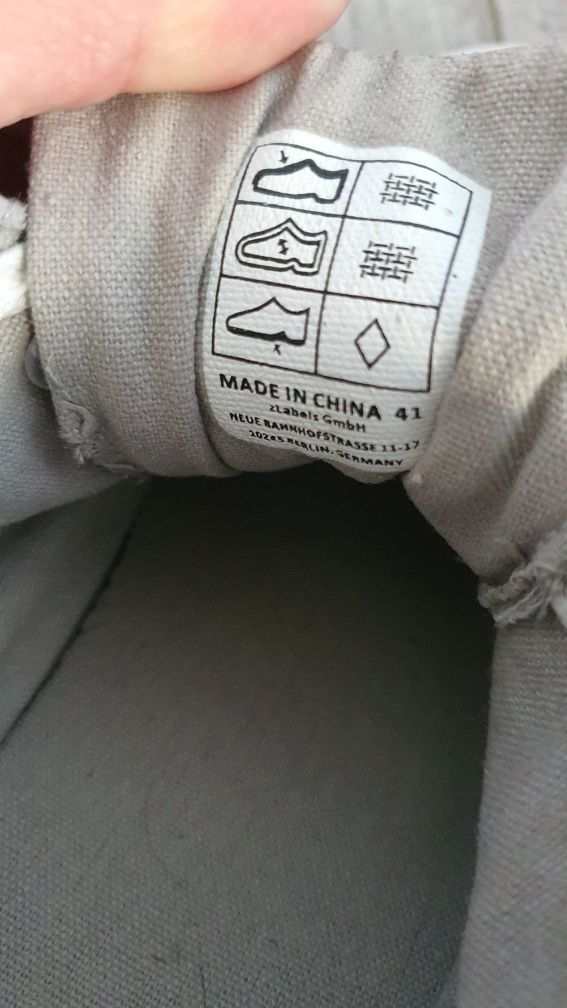 MADE IN CHINA 41
zLabels GmbH
NEUE BAHNHOFSTRASSE 11-17
10245 BERLIN, GERMANY